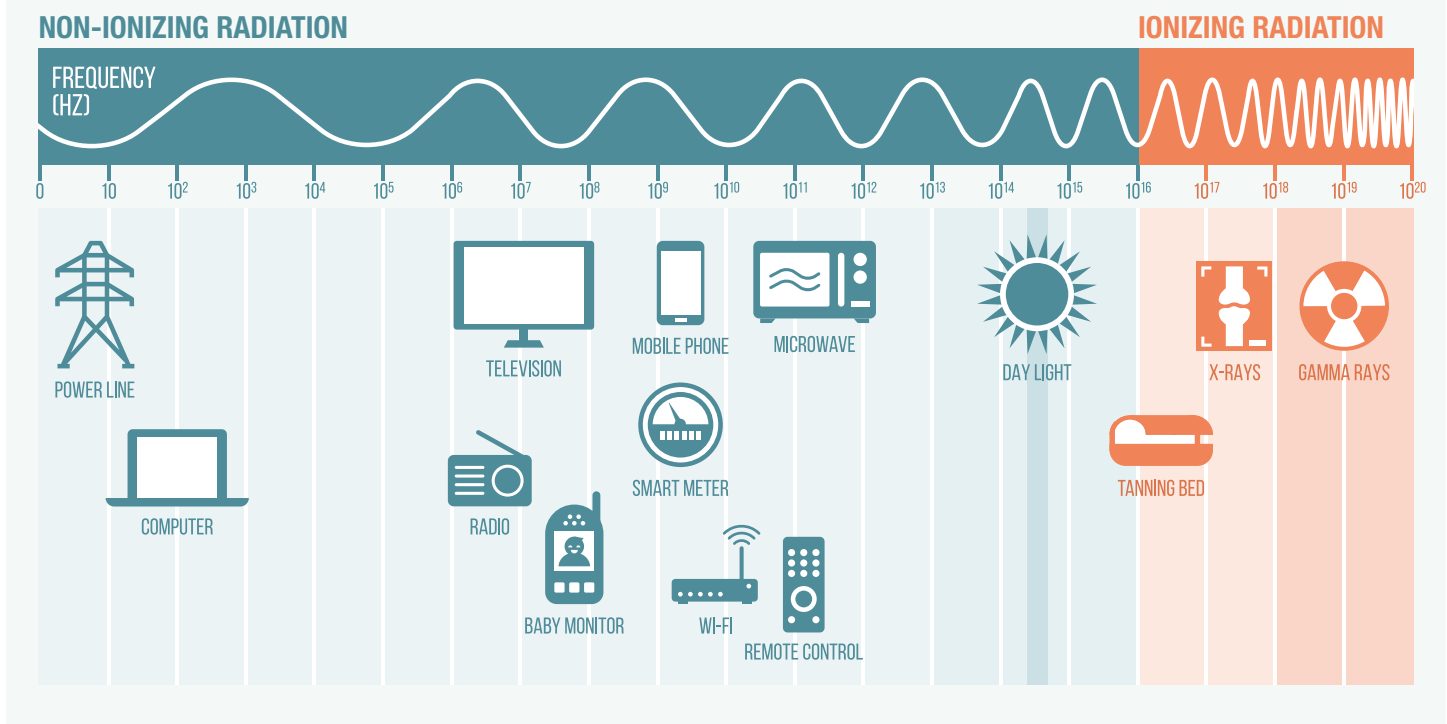 NON-IONIZING RADIATION
IONIZING RADIATION
FREQUENCY
(HZ)
0 10 10² 10³ 10⁴ 10⁵ 10⁶ 10⁷ 10⁸ 10⁹ 10¹⁰ 10¹¹ 10¹² 10¹³ 10¹⁴ 10¹⁵ 10¹⁶ 10¹⁷ 10¹⁸ 10¹⁹ 10²⁰
POWER LINE
TELEVISION
MOBILE PHONE
MICROWAVE
DAY LIGHT
X-RAYS
GAMMA RAYS
COMPUTER
RADIO
SMART METER
TANNING BED
BABY MONITOR
WI-FI
REMOTE CONTROL